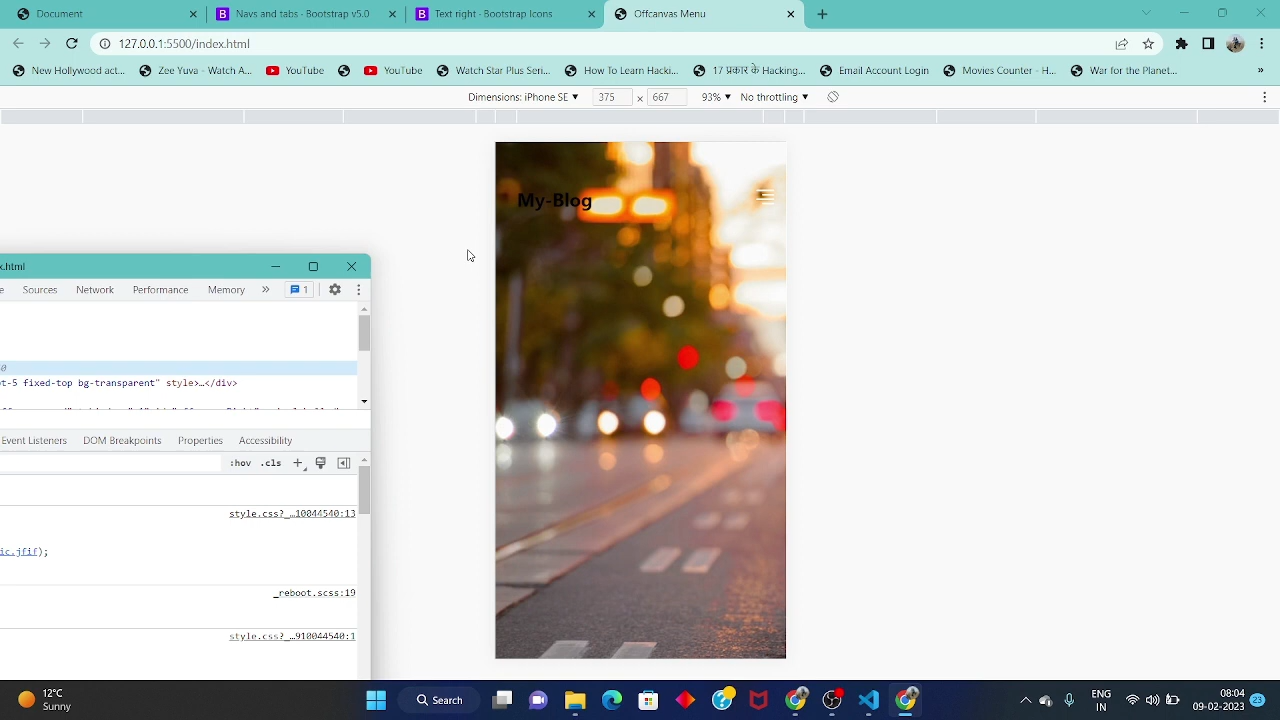 Document
Navs and tabs - Bootstrap v5.0
Text right - Bootstrap Icons
Offcanvas Menu
127.0.0.1:5500/index.html
New Hollywood act...
Zee Yuva - Watch A...
YouTube
YouTube
Watch Star Plus Seri...
How To Learn Hacki...
Hacking...
Email Account Login
Movies Counter - H...
War for the Planet...
»
Dimensions: iPhone SE
375 × 667
93%
No throttling
My-Blog
x.html
Sources
Network
Performance
Memory
»
1
t-5 fixed-top bg-transparent" style>…</div>
Event Listeners
DOM Breakpoints
Properties
Accessibility
:hov
.cls
style.css?_…10844540:13
ic.jfif);
_reboot.scss:19
style.css?_…910044540:1
12°C
Sunny
Search
ENG
IN
08:04
09-02-2023
23